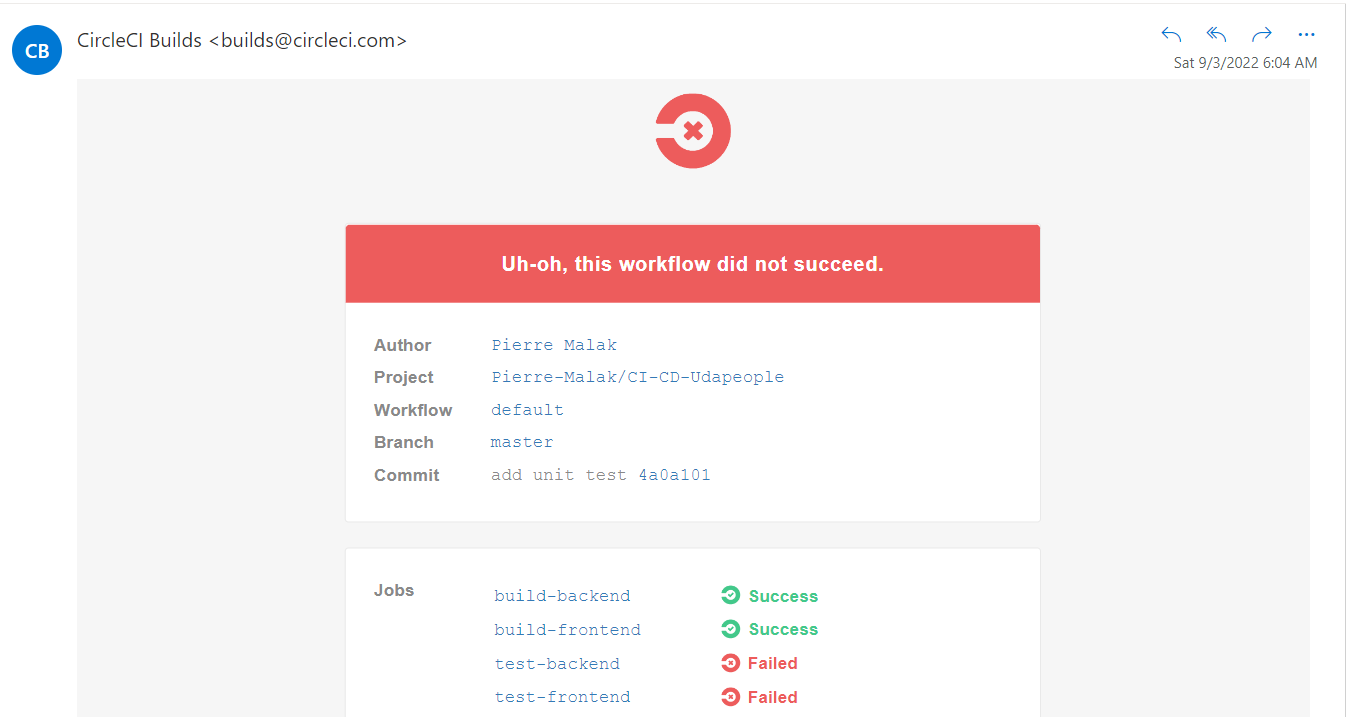 CB
CircleCI Builds <builds@circleci.com>
Sat 9/3/2022 6:04 AM
Uh-oh, this workflow did not succeed.
Author Pierre Malak
Project Pierre-Malak/CI-CD-Udapeople
Workflow default
Branch master
Commit add unit test 4a0a101
Jobs build-backend Success
build-frontend Success
test-backend Failed
test-frontend Failed